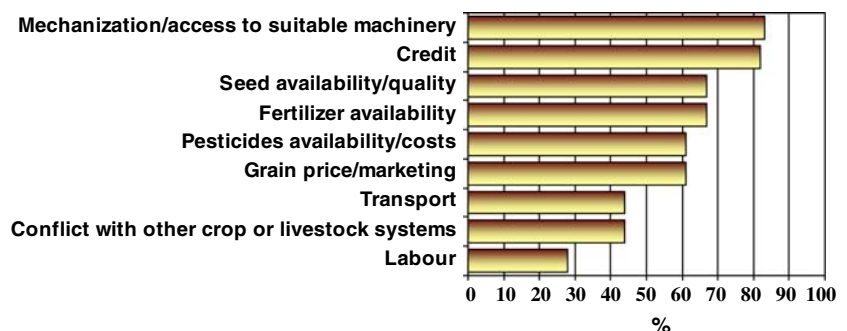 Mechanization/access to suitable machinery
Credit
Seed availability/quality
Fertilizer availability
Pesticides availability/costs
Grain price/marketing
Transport
Conflict with other crop or livestock systems
Labour
0 10 20 30 40 50 60 70 80 90 100
%